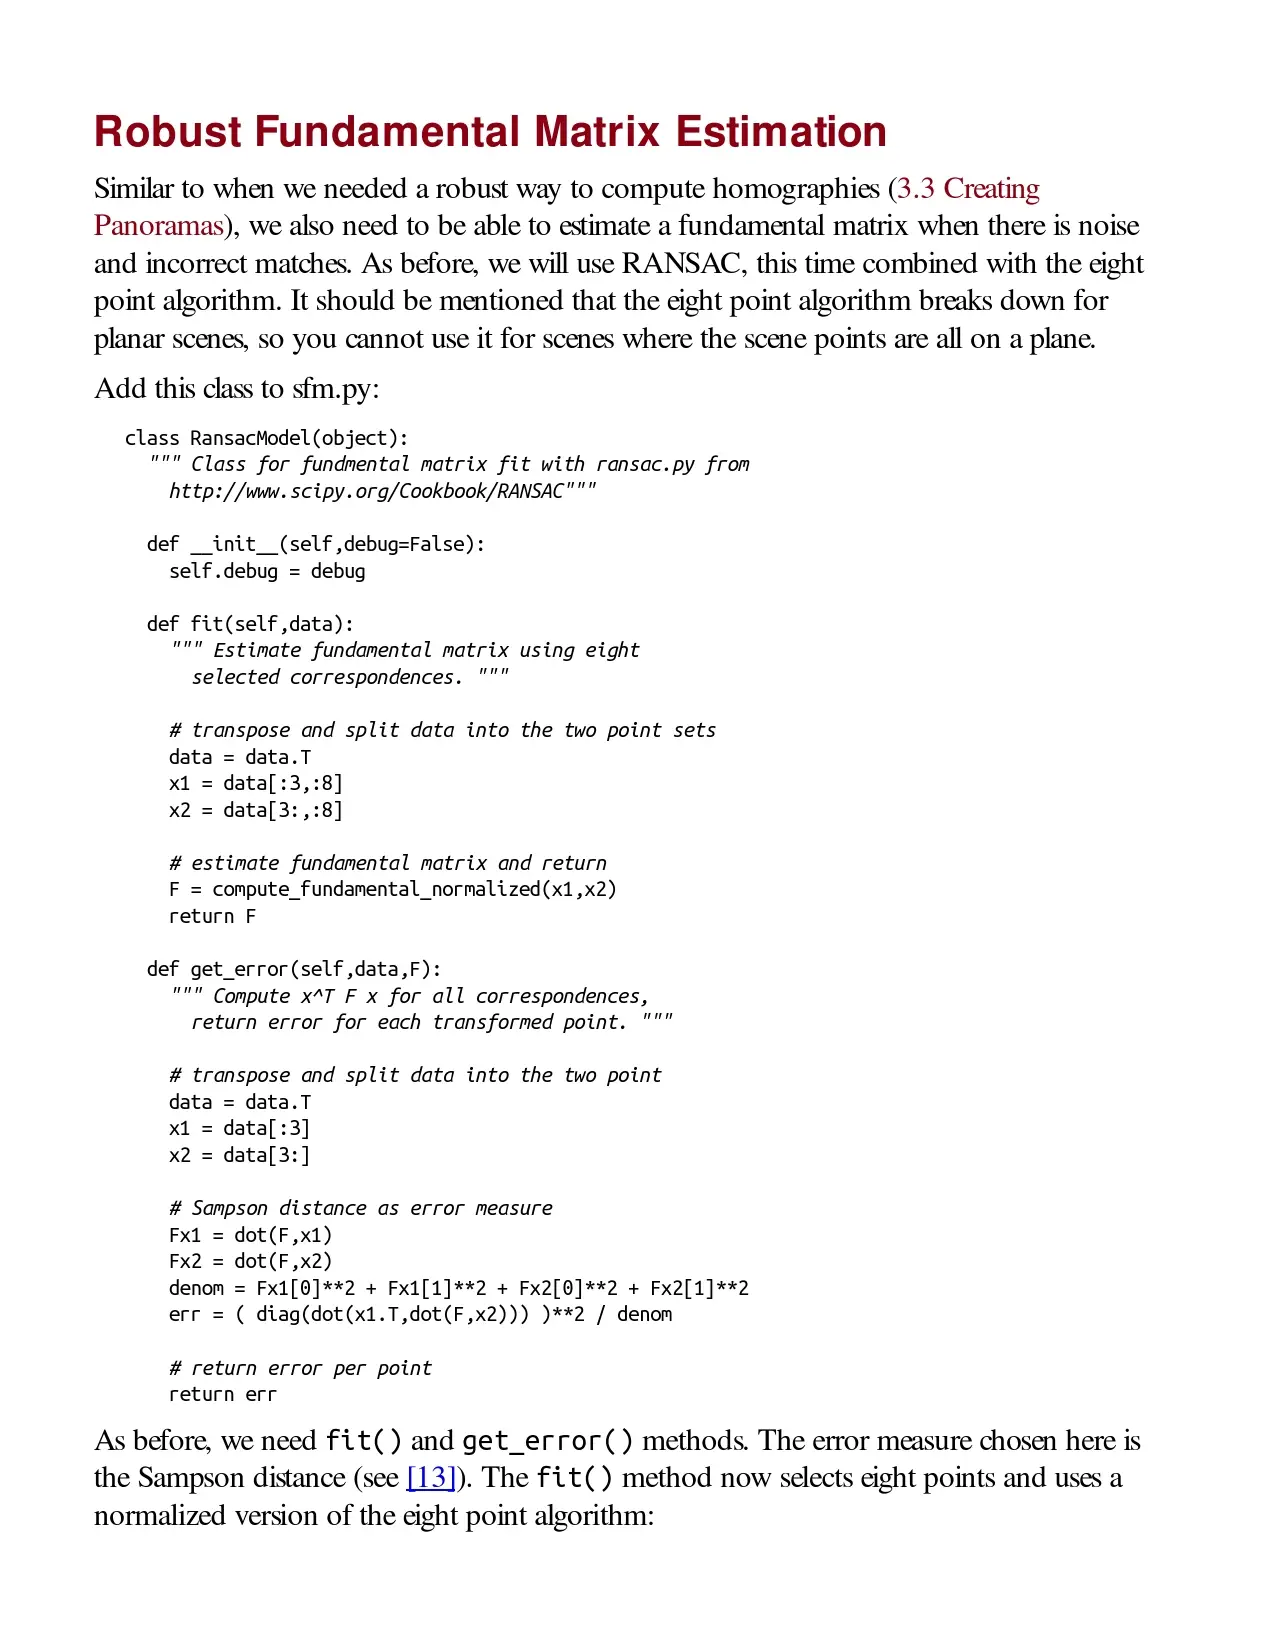 Robust Fundamental Matrix Estimation
Similar to when we needed a robust way to compute homographies (3.3 Creating
Panoramas), we also need to be able to estimate a fundamental matrix when there is noise
and incorrect matches. As before, we will use RANSAC, this time combined with the eight
point algorithm. It should be mentioned that the eight point algorithm breaks down for
planar scenes, so you cannot use it for scenes where the scene points are all on a plane.
Add this class to sfm.py:
class RansacModel(object):
  """ Class for fundmental matrix fit with ransac.py from
    http://www.scipy.org/Cookbook/RANSAC"""

  def __init__(self,debug=False):
    self.debug = debug

  def fit(self,data):
    """ Estimate fundamental matrix using eight
      selected correspondences. """

    # transpose and split data into the two point sets
    data = data.T
    x1 = data[:3,:8]
    x2 = data[3:,:8]

    # estimate fundamental matrix and return
    F = compute_fundamental_normalized(x1,x2)
    return F

  def get_error(self,data,F):
    """ Compute x^T F x for all correspondences,
      return error for each transformed point. """

    # transpose and split data into the two point
    data = data.T
    x1 = data[:3]
    x2 = data[3:]

    # Sampson distance as error measure
    Fx1 = dot(F,x1)
    Fx2 = dot(F,x2)
    denom = Fx1[0]**2 + Fx1[1]**2 + Fx2[0]**2 + Fx2[1]**2
    err = ( diag(dot(x1.T,dot(F,x2))) )**2 / denom

    # return error per point
    return err
As before, we need fit() and get_error() methods. The error measure chosen here is
the Sampson distance (see [13]). The fit() method now selects eight points and uses a
normalized version of the eight point algorithm: